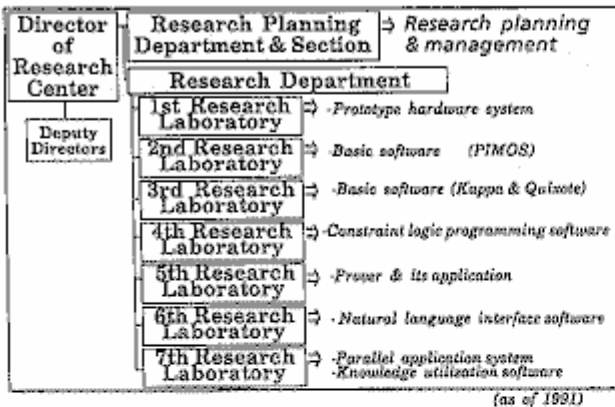 Director
of
Research
Center
Deputy
Directors
Research Planning
Department & Section
⇒ Research planning
& management
Research Department
1st Research
Laboratory
⇒ -Prototype hardware system
2nd Research
Laboratory
⇒ -Basic software (PIMOS)
3rd Research
Laboratory
⇒ -Basic software (Kappa & Quixote)
4th Research
Laboratory
⇒ -Constraint logic programming software
5th Research
Laboratory
⇒ -Prover & its application
6th Research
Laboratory
⇒ -Natural language interface software
7th Research
Laboratory
⇒ -Parallel application system
-Knowledge utilization software
(as of 1991)